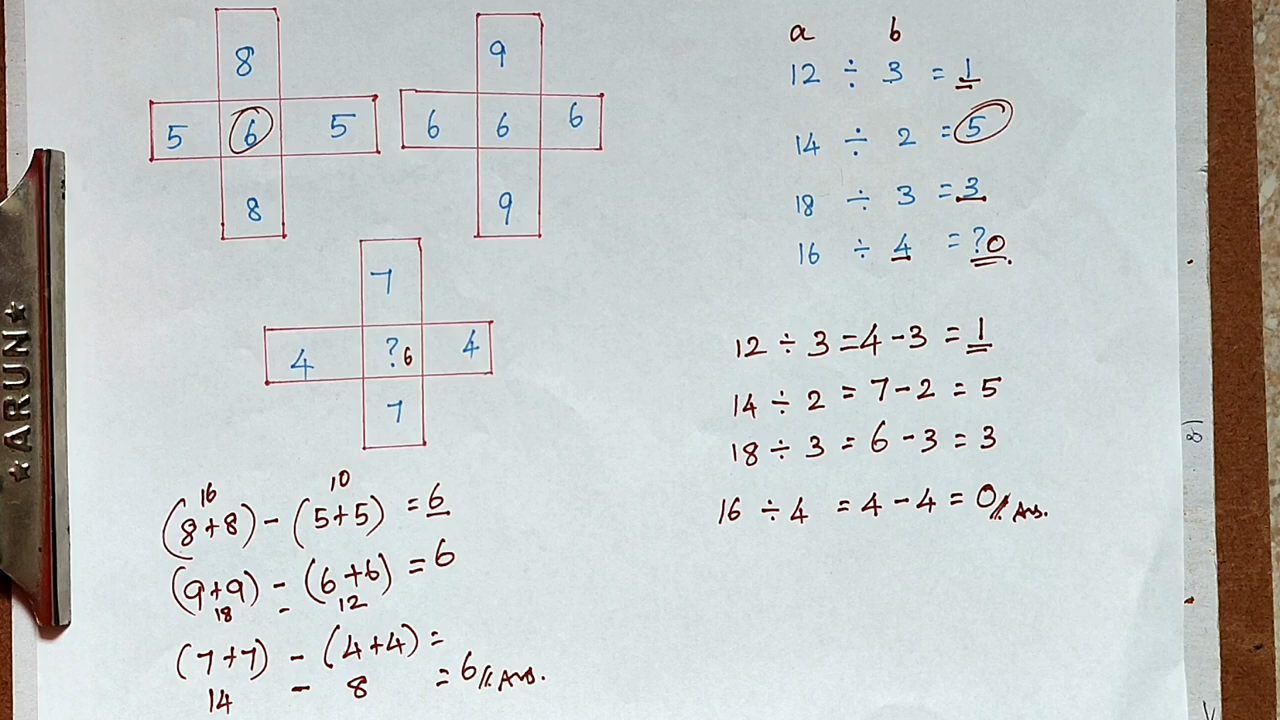 8
5 6 5
8
9
6 6 6
9
7
4 ?6 4
7
16 10
(8+8) - (5+5) = 6
(9+9) - (6+6) = 6
18 - 12
(7+7) - (4+4) =
14 - 8 = 6// Ans.
a b
12 ÷ 3 = 1
14 ÷ 2 = 5
18 ÷ 3 = 3
16 ÷ 4 = ?0
12 ÷ 3 = 4 - 3 = 1
14 ÷ 2 = 7 - 2 = 5
18 ÷ 3 = 6 - 3 = 3
16 ÷ 4 = 4 - 4 = 0// Ans.
★ARUN★